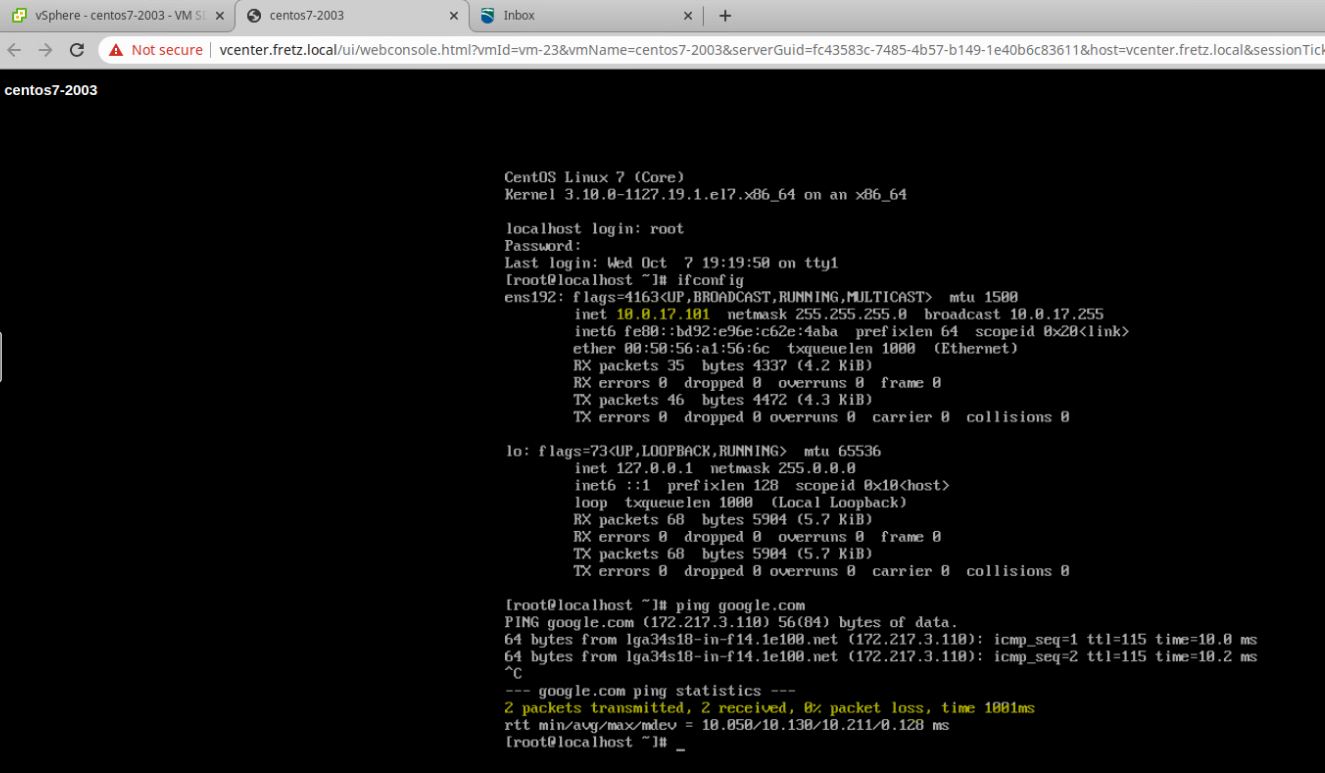 vSphere - centos7-2003 - VM S
centos7-2003
Inbox
Not secure
vcenter.fretz.local/ui/webconsole.html?vmId=vm-23&vmName=centos7-2003&serverGuid=fc43583c-7485-4b57-b149-1e40b6c83611&host=vcenter.fretz.local&sessionTick
centos7-2003
CentOS Linux 7 (Core)
Kernel 3.10.0-1127.19.1.el7.x86_64 on an x86_64
localhost login: root
Password:
Last login: Wed Oct  7 19:19:50 on tty1
[root@localhost ~]# ifconfig
ens192: flags=4163<UP,BROADCAST,RUNNING,MULTICAST>  mtu 1500
        inet 10.0.17.101  netmask 255.255.255.0  broadcast 10.0.17.255
        inet6 fe80::bd92:e96e:c62e:4aba  prefixlen 64  scopeid 0x20<link>
        ether 00:50:56:a1:56:6c  txqueuelen 1000  (Ethernet)
        RX packets 35  bytes 4337 (4.2 KiB)
        RX errors 0  dropped 0  overruns 0  frame 0
        TX packets 46  bytes 4472 (4.3 KiB)
        TX errors 0  dropped 0 overruns 0  carrier 0  collisions 0
lo: flags=73<UP,LOOPBACK,RUNNING>  mtu 65536
        inet 127.0.0.1  netmask 255.0.0.0
        inet6 ::1  prefixlen 128  scopeid 0x10<host>
        loop  txqueuelen 1000  (Local Loopback)
        RX packets 68  bytes 5904 (5.7 KiB)
        RX errors 0  dropped 0  overruns 0  frame 0
        TX packets 68  bytes 5904 (5.7 KiB)
        TX errors 0  dropped 0 overruns 0  carrier 0  collisions 0
[root@localhost ~]# ping google.com
PING google.com (172.217.3.110) 56(84) bytes of data.
64 bytes from lga34s18-in-f14.1e100.net (172.217.3.110): icmp_seq=1 ttl=115 time=10.0 ms
64 bytes from lga34s18-in-f14.1e100.net (172.217.3.110): icmp_seq=2 ttl=115 time=10.2 ms
^C
--- google.com ping statistics ---
2 packets transmitted, 2 received, 0% packet loss, time 1001ms
rtt min/avg/max/mdev = 10.050/10.130/10.211/0.128 ms
[root@localhost ~]# _